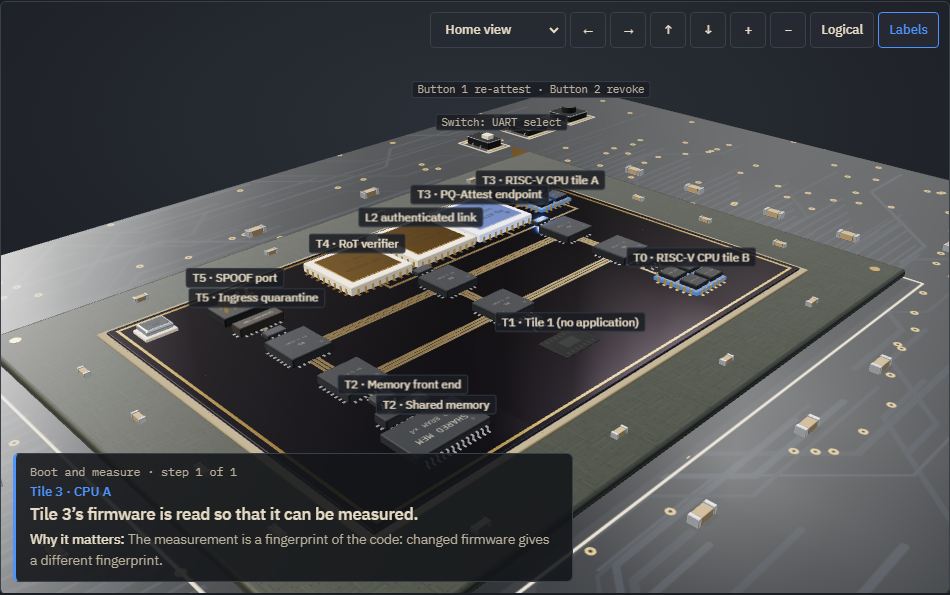 Home view
←
→
↑
↓
+
−
Logical
Labels
Button 1 re-attest · Button 2 revoke
Switch: UART select
T3 · RISC-V CPU tile A
T3 · PQ-Attest endpoint
L2 authenticated link
T4 · RoT verifier
T0 · RISC-V CPU tile B
T5 · SPOOF port
T5 · Ingress quarantine
T1 · Tile 1 (no application)
T2 · Memory front end
T2 · Shared memory
SHARED MEM
Boot and measure · step 1 of 1
Tile 3 · CPU A
Tile 3’s firmware is read so that it can be measured.
Why it matters: The measurement is a fingerprint of the code: changed firmware gives
a different fingerprint.